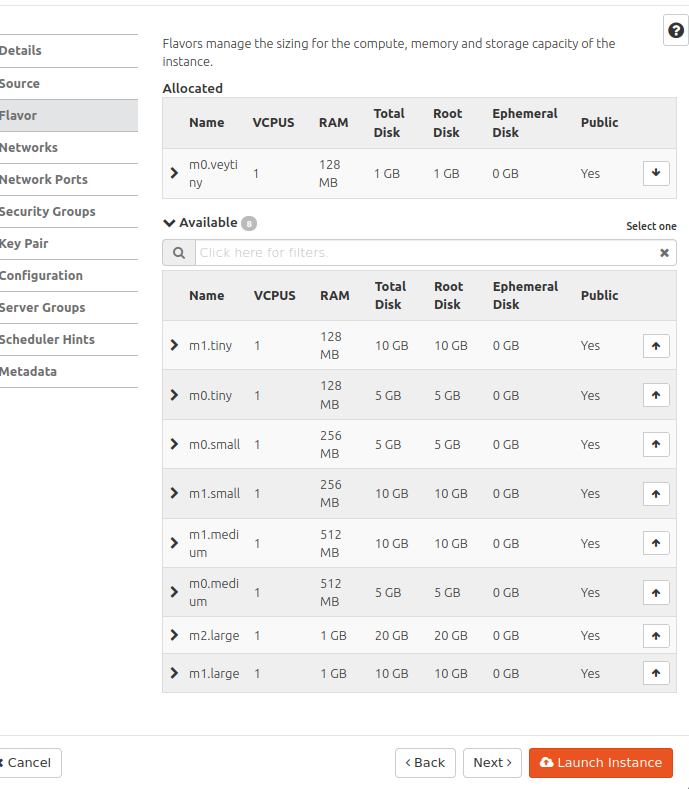 Details
Source
Flavor
Networks
Network Ports
Security Groups
Key Pair
Configuration
Server Groups
Scheduler Hints
Metadata
?
Flavors manage the sizing for the compute, memory and storage capacity of the
instance.
Allocated
Name VCPUS RAM Total Disk Root Disk Ephemeral Disk Public
m0.veytiny 1 128 MB 1 GB 1 GB 0 GB Yes
Available 8 Select one
Click here for filters.
Name VCPUS RAM Total Disk Root Disk Ephemeral Disk Public
m1.tiny 1 128 MB 10 GB 10 GB 0 GB Yes
m0.tiny 1 128 MB 5 GB 5 GB 0 GB Yes
m0.small 1 256 MB 5 GB 5 GB 0 GB Yes
m1.small 1 256 MB 10 GB 10 GB 0 GB Yes
m1.medium 1 512 MB 10 GB 10 GB 0 GB Yes
m0.medium 1 512 MB 5 GB 5 GB 0 GB Yes
m2.large 1 1 GB 20 GB 20 GB 0 GB Yes
m1.large 1 1 GB 10 GB 10 GB 0 GB Yes
Cancel < Back Next > Launch Instance